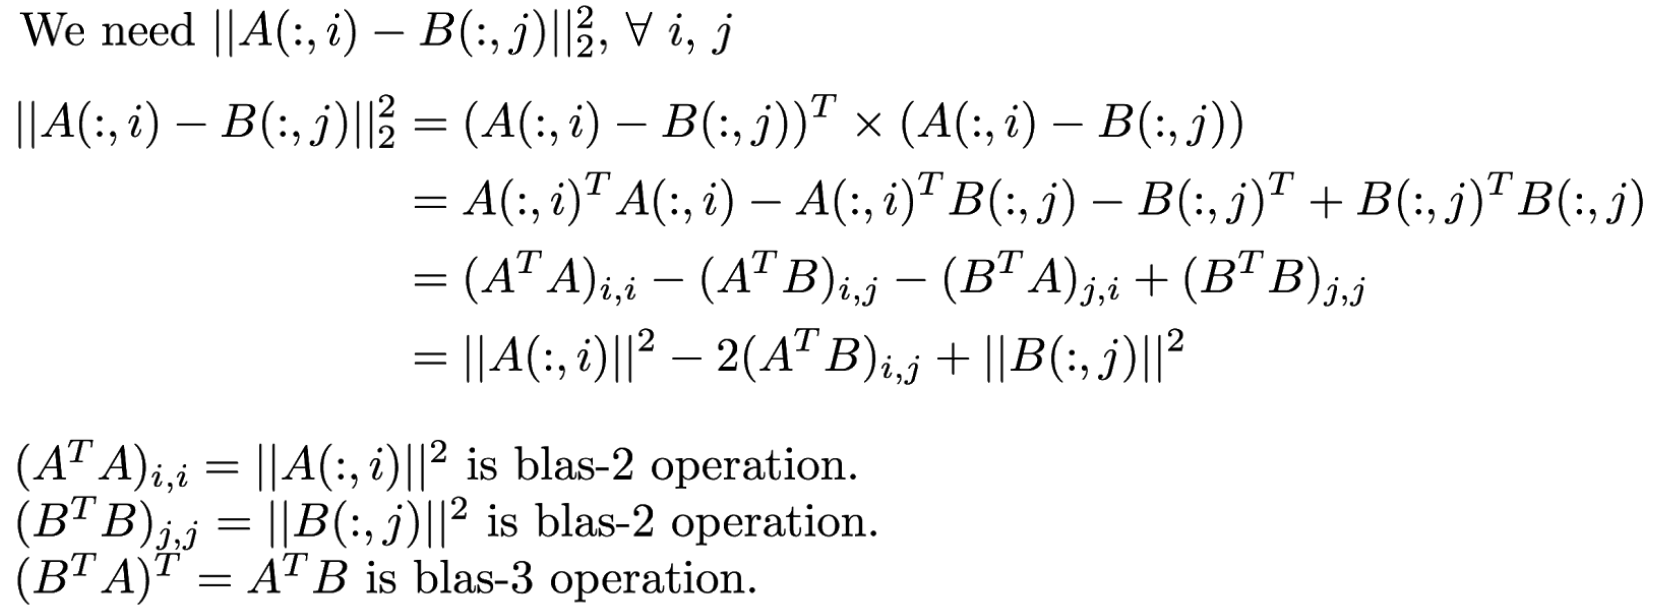 We need ||A(:, i) − B(:, j)||₂², ∀ i, j
||A(:, i) − B(:, j)||₂² = (A(:, i) − B(:, j))ᵀ × (A(:, i) − B(:, j))
= A(:, i)ᵀA(:, i) − A(:, i)ᵀB(:, j) − B(:, j)ᵀ + B(:, j)ᵀB(:, j)
= (AᵀA)_{i,i} − (AᵀB)_{i,j} − (BᵀA)_{j,i} + (BᵀB)_{j,j}
= ||A(:, i)||² − 2(AᵀB)_{i,j} + ||B(:, j)||²
(AᵀA)_{i,i} = ||A(:, i)||² is blas-2 operation.
(BᵀB)_{j,j} = ||B(:, j)||² is blas-2 operation.
(BᵀA)ᵀ = AᵀB is blas-3 operation.